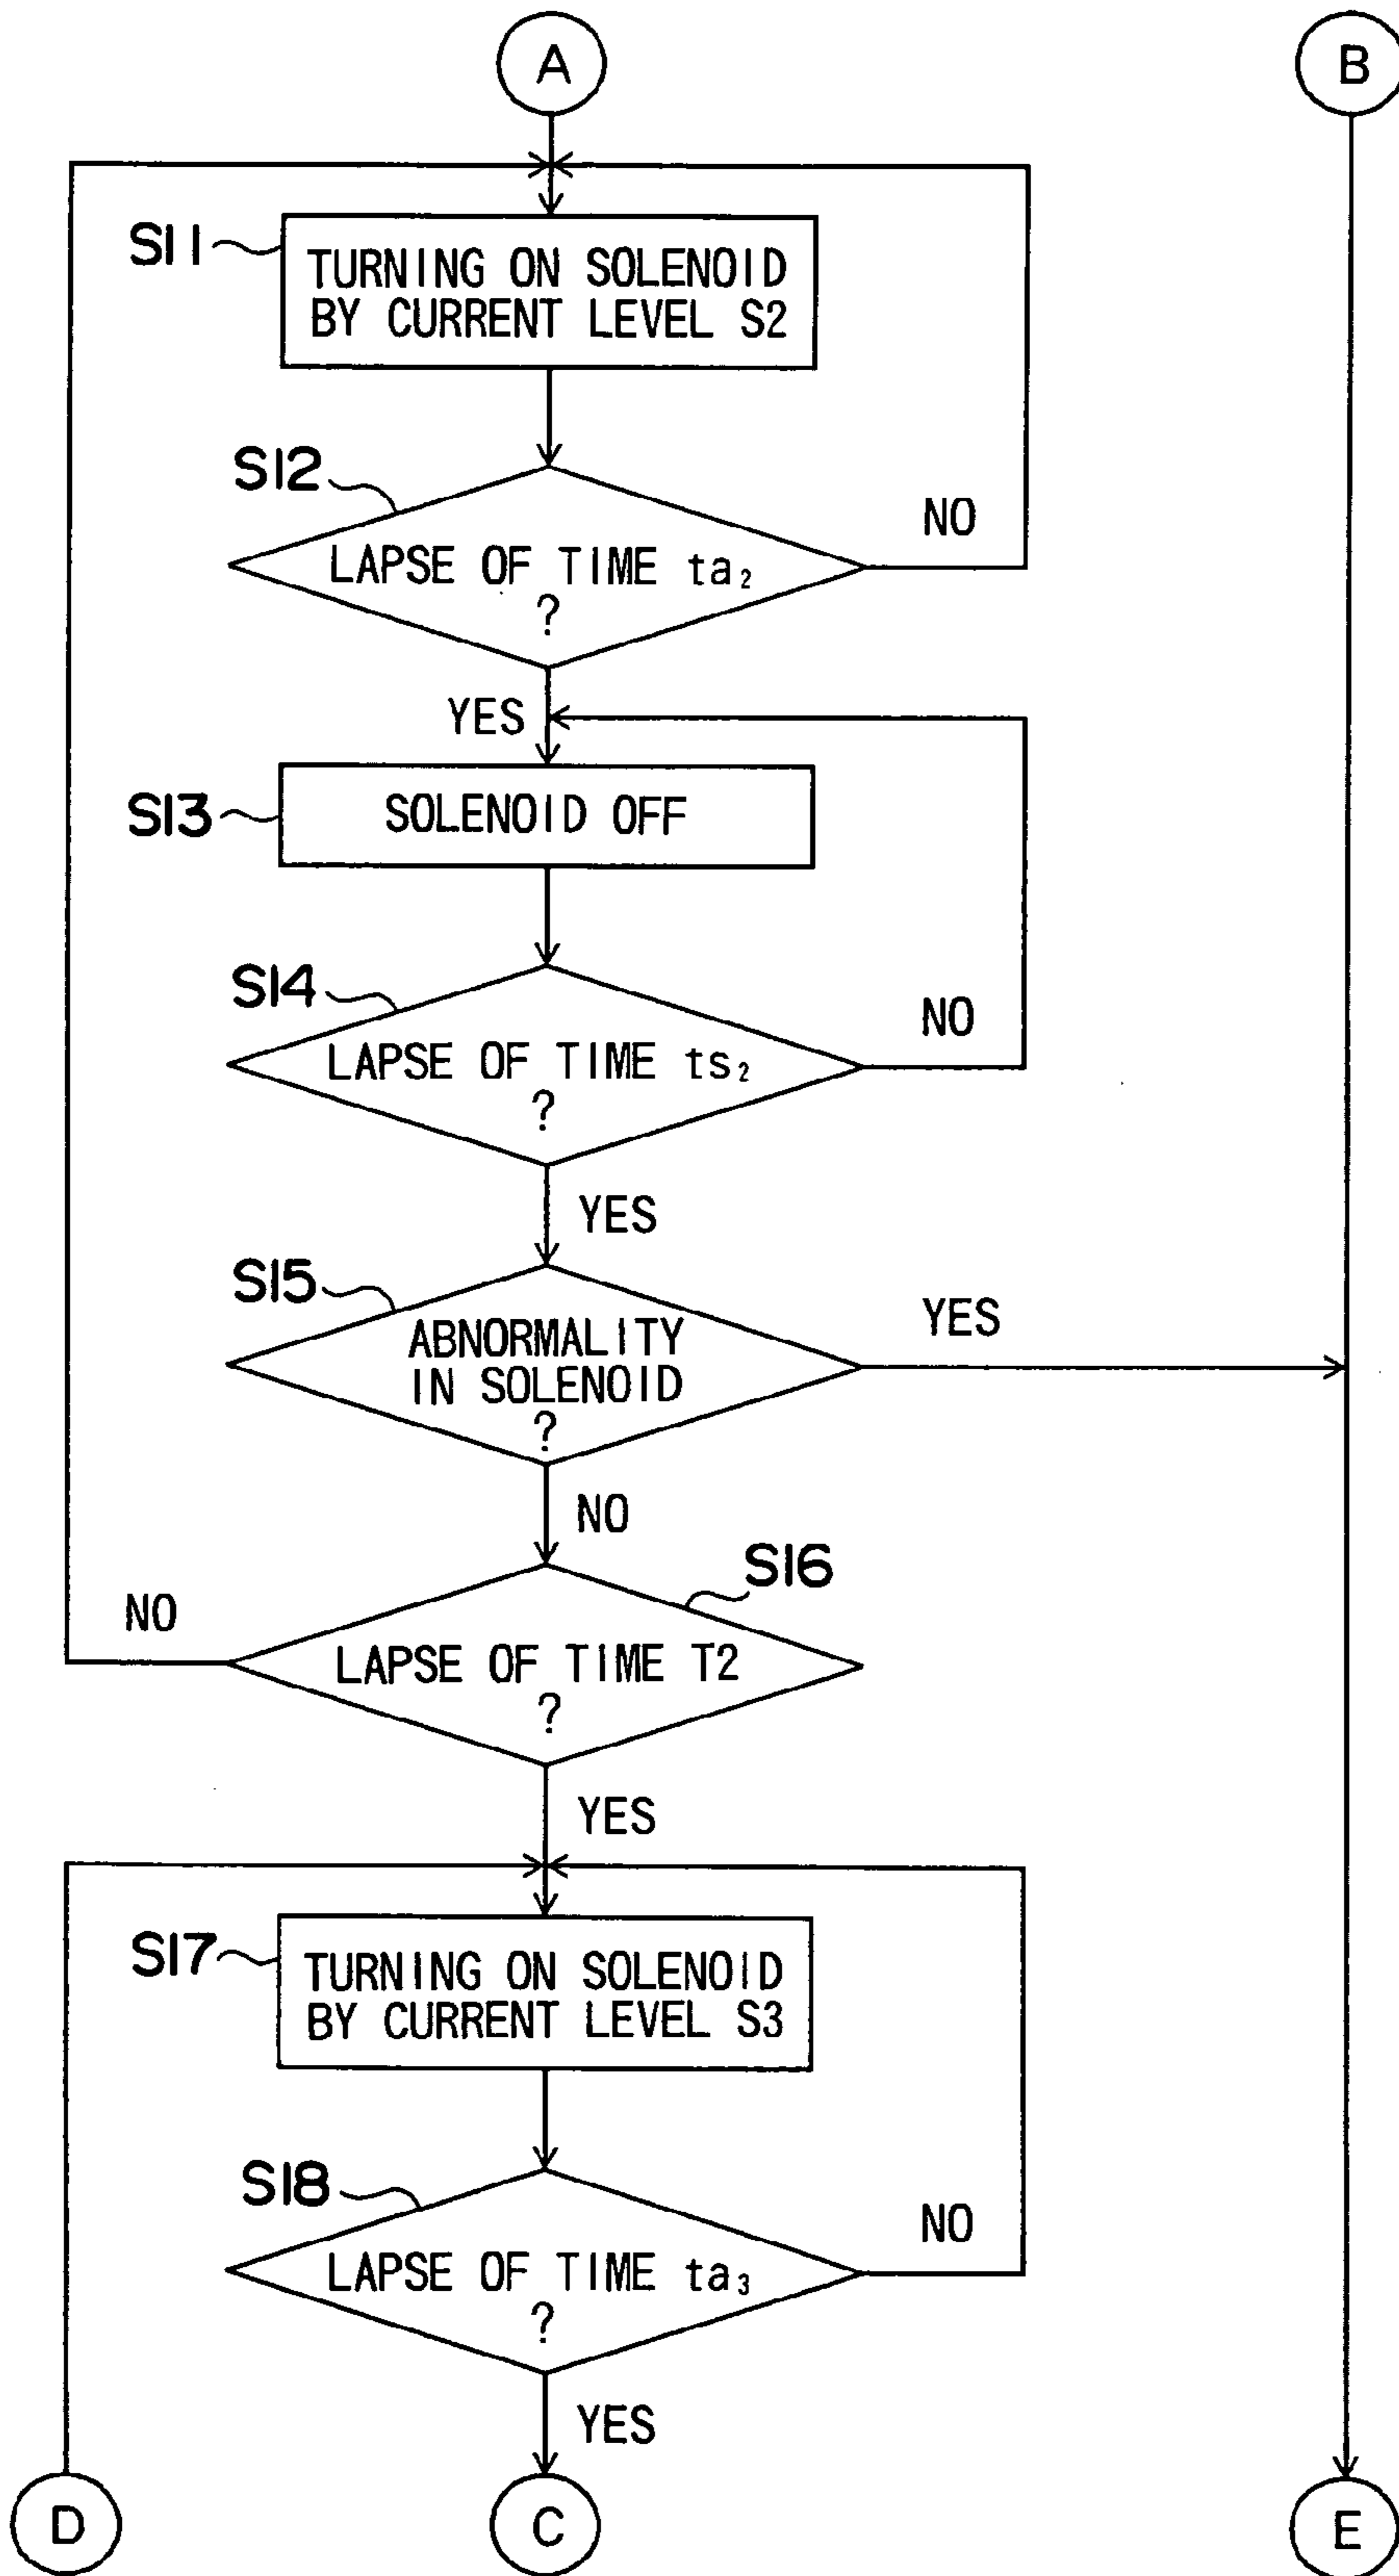 A
B
S11
TURNING ON SOLENOID
BY CURRENT LEVEL S2
S12
LAPSE OF TIME ta₂
?
NO
YES
S13
SOLENOID OFF
S14
LAPSE OF TIME ts₂
?
NO
YES
S15
ABNORMALITY
IN SOLENOID
?
YES
NO
S16
LAPSE OF TIME T2
?
NO
YES
S17
TURNING ON SOLENOID
BY CURRENT LEVEL S3
S18
LAPSE OF TIME ta₃
?
NO
YES
D
C
E